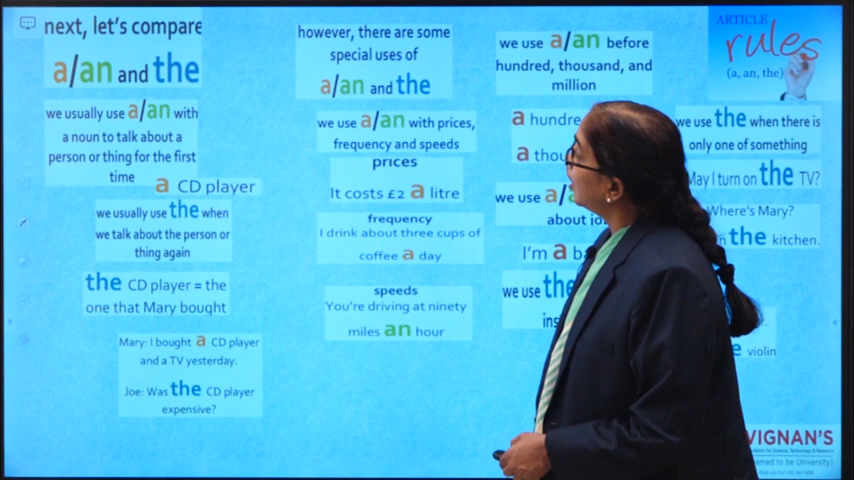 next, let's compare
a/an and the
we usually use a/an with
a noun to talk about a
person or thing for the first
time
a CD player
we usually use the when
we talk about the person or
thing again
the CD player = the
one that Mary bought
Mary: I bought a CD player
and a TV yesterday.
Joe: Was the CD player
expensive?
however, there are some
special uses of
a/an and the
we use a/an with prices,
frequency and speeds
prices
It costs £2 a litre
frequency
I drink about three cups of
coffee a day
speeds
You're driving at ninety
miles an hour
we use a/an before
hundred, thousand, and
million
a
a
we use
about
I'm a
we use the
ARTICLE
rules
(a, an, the)
we use the when there is
only one of something
May I turn on the TV?
Where's Mary?
the kitchen.
violin
VIGNAN'S